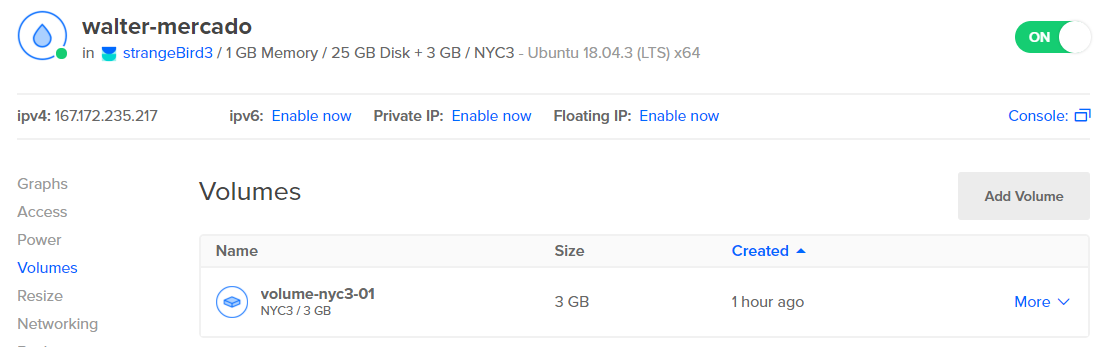 walter-mercado
in strangeBird3 / 1 GB Memory / 25 GB Disk + 3 GB / NYC3 - Ubuntu 18.04.3 (LTS) x64
ON
ipv4: 167.172.235.217 ipv6: Enable now Private IP: Enable now Floating IP: Enable now Console:
Graphs
Access
Power
Volumes
Resize
Networking
Volumes
Add Volume
Name Size Created
volume-nyc3-01
NYC3 / 3 GB
3 GB
1 hour ago
More